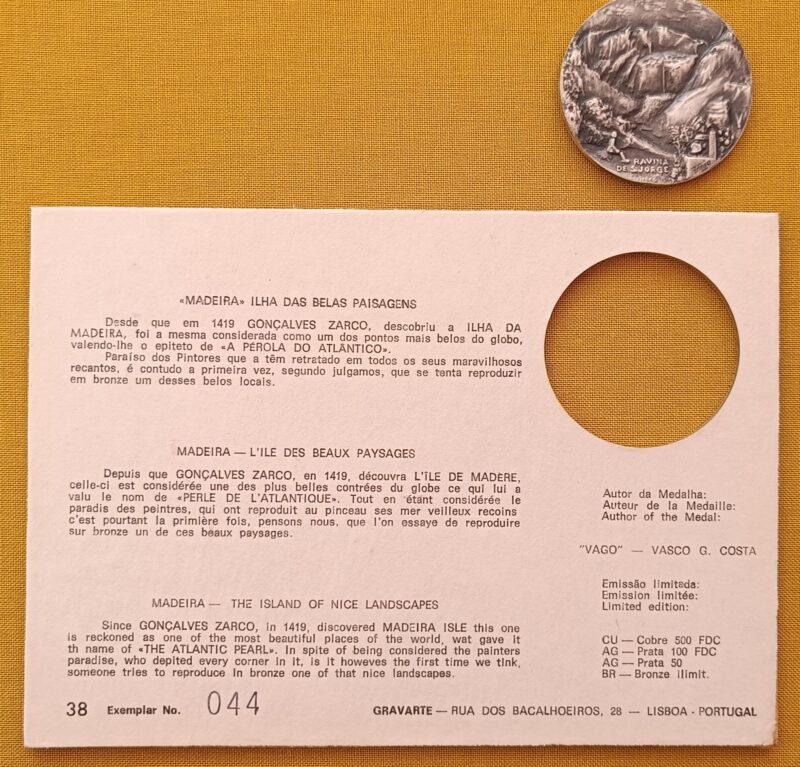 RAVINA
DE S. JORGE
«MADEIRA» ILHA DAS BELAS PAISAGENS
Desde que em 1419 GONÇALVES ZARCO, descobriu a ILHA DA
MADEIRA, foi a mesma considerada como um dos pontos mais belos do globo,
valendo-lhe o epiteto de «A PÉROLA DO ATLÂNTICO».
Paraíso dos Pintores que a têm retratado em todos os seus maravilhosos
recantos, é contudo a primeira vez, segundo julgamos, que se tenta reproduzir
em bronze um desses belos locais.
MADEIRA — L'ILE DES BEAUX PAYSAGES
Depuis que GONÇALVES ZARCO, en 1419, découvra L'ÎLE DE MADÈRE,
celle-ci est considérée une des plus belles contrées du globe ce qui lui a
valu le nom de «PERLE DE L'ATLANTIQUE». Tout en étant considérée le
paradis des peintres, qui ont reproduit au pinceau ses mer veilleux recoins
c'est pourtant la primière fois, pensons nous, que l'on essaye de reproduire
sur bronze un de ces beaux paysages.
MADEIRA — THE ISLAND OF NICE LANDSCAPES
Since GONÇALVES ZARCO, in 1419, discovered MADEIRA ISLE this one
is reckoned as one of the most beautiful places of the world, wat gave it
th name of «THE ATLANTIC PEARL». In spite of being considered the painters
paradise, who depited every corner in it, is it howeves the first time we tink,
someone tries to reproduce in bronze one of that nice landscapes.
Autor da Medalha:
Auteur de la Medaille:
Author of the Medal:
"VAGO" — VASCO G. COSTA
Emissão limitada:
Emission limitée:
Limited edition:
CU — Cobre 500 FDC
AG — Prata 100 FDC
AG — Prata 50
BR — Bronze ilimit.
38 Exemplar No. 044
GRAVARTE — RUA DOS BACALHOEIROS, 28 — LISBOA - PORTUGAL